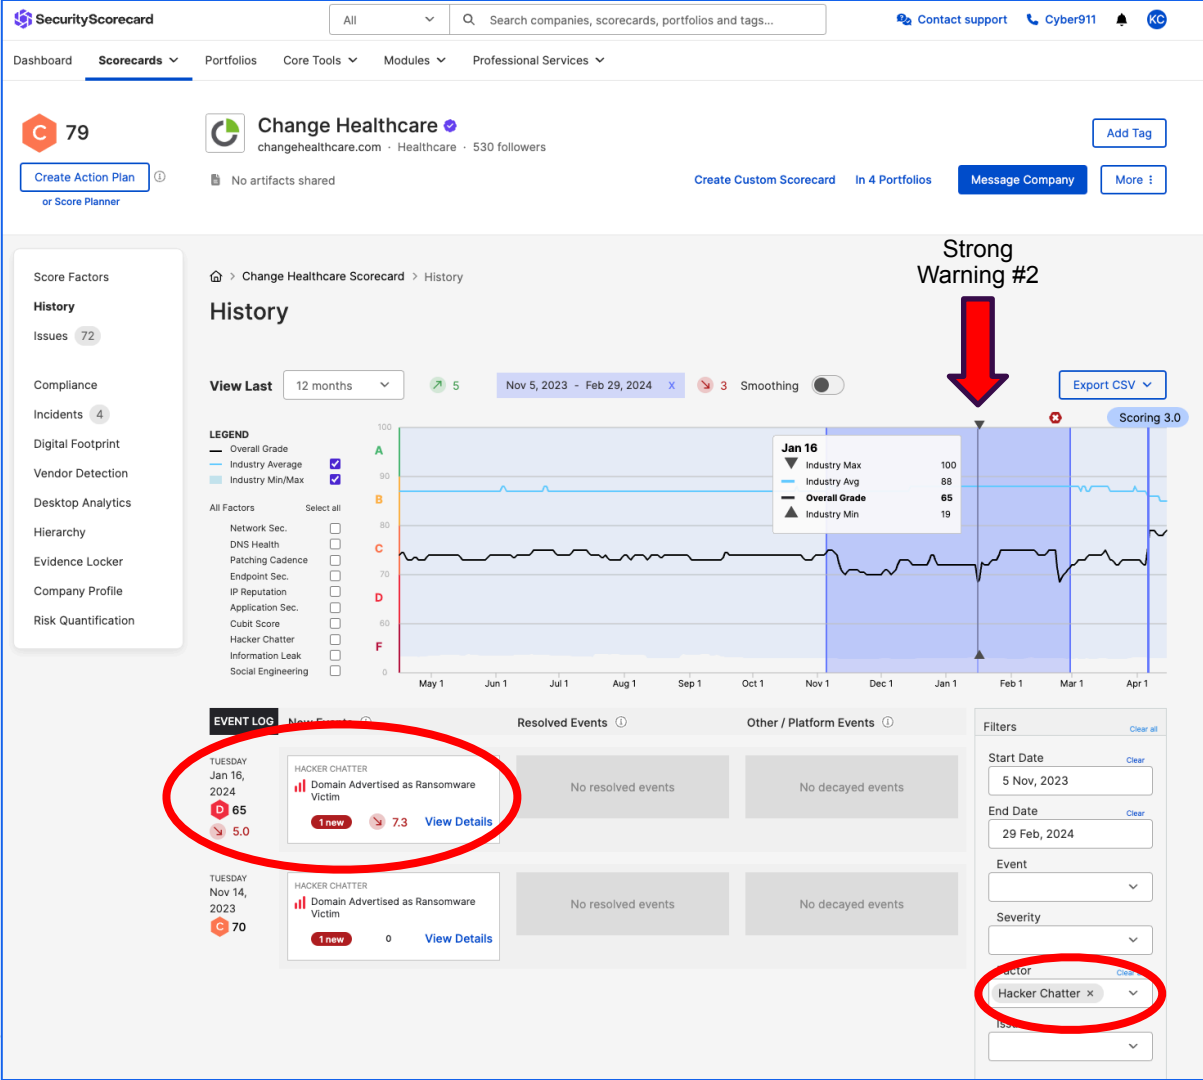 SecurityScorecard
All
Search companies, scorecards, portfolios and tags...
Contact support
Cyber911
KC
Dashboard
Scorecards
Portfolios
Core Tools
Modules
Professional Services
C 79
Create Action Plan
or Score Planner
Change Healthcare
changehealthcare.com · Healthcare · 530 followers
No artifacts shared
Add Tag
Create Custom Scorecard
In 4 Portfolios
Message Company
More
Strong
Warning #2
Score Factors
History
Issues 72
Compliance
Incidents 4
Digital Footprint
Vendor Detection
Desktop Analytics
Hierarchy
Evidence Locker
Company Profile
Risk Quantification
> Change Healthcare Scorecard > History
History
View Last
12 months
5
Nov 5, 2023 - Feb 29, 2024 X
3
Smoothing
Export CSV
Scoring 3.0
LEGEND
Overall Grade
Industry Average
Industry Min/Max
All Factors Select all
Network Sec.
DNS Health
Patching Cadence
Endpoint Sec.
IP Reputation
Application Sec.
Cubit Score
Hacker Chatter
Information Leak
Social Engineering
100
A
90
B
80
C
70
D
60
F
0
Jan 16
Industry Max 100
Industry Avg 88
Overall Grade 65
Industry Min 19
May 1 Jun 1 Jul 1 Aug 1 Sep 1 Oct 1 Nov 1 Dec 1 Jan 1 Feb 1 Mar 1 Apr 1
EVENT LOG
New Events
Resolved Events
Other / Platform Events
TUESDAY
Jan 16,
2024
D 65
5.0
HACKER CHATTER
Domain Advertised as Ransomware
Victim
1 new 7.3 View Details
No resolved events
No decayed events
TUESDAY
Nov 14,
2023
C 70
HACKER CHATTER
Domain Advertised as Ransomware
Victim
1 new 0 View Details
No resolved events
No decayed events
Filters Clear all
Start Date Clear
5 Nov, 2023
End Date Clear
29 Feb, 2024
Event
Severity
Factor Clear
Hacker Chatter ×